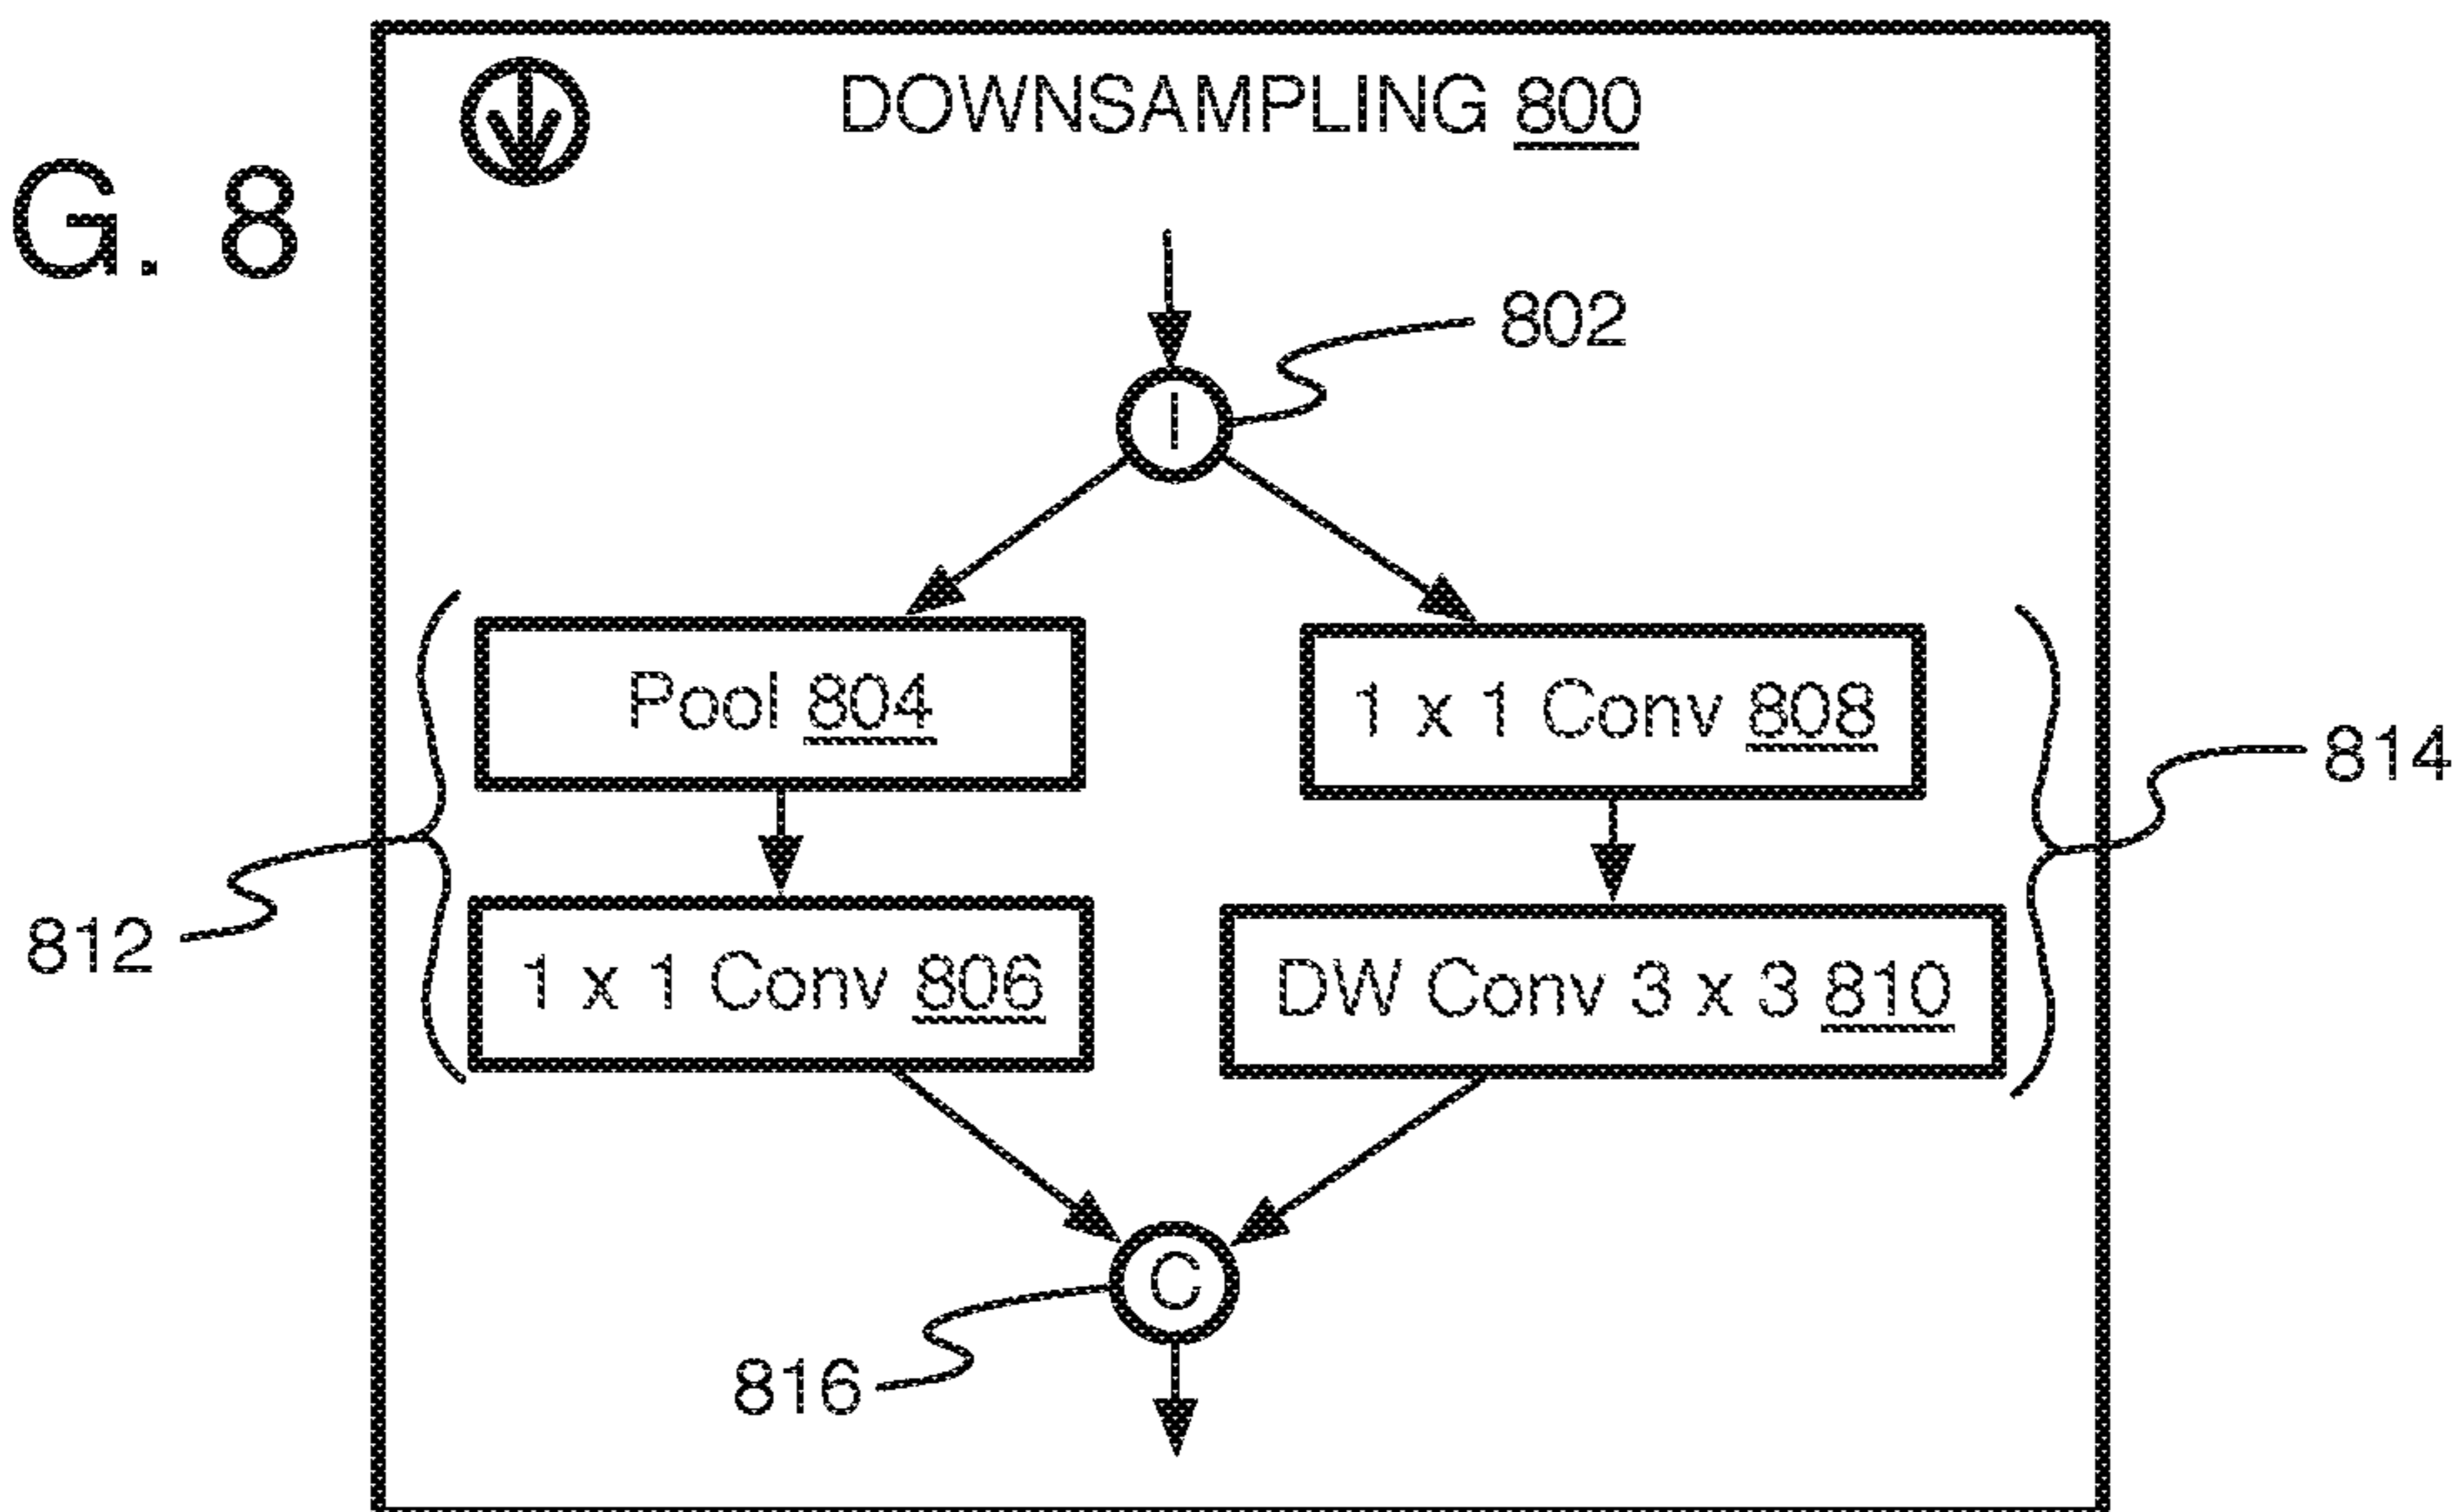 DOWNSAMPLING 800
G. 8
802
I
Pool 804
1 x 1 Conv 808
814
812
1 x 1 Conv 806
DW Conv 3 x 3 810
C
816